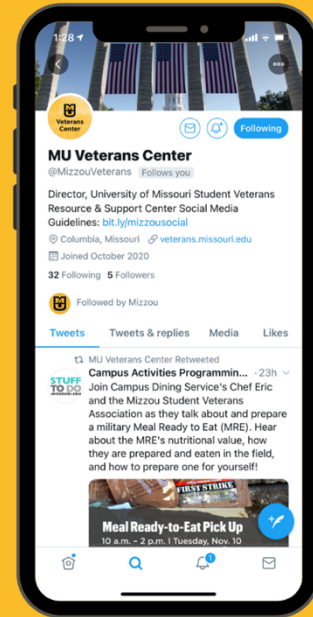 1:28
MU
Veterans
Center
Following
MU Veterans Center
@MizzouVeterans Follows you
Director, University of Missouri Student Veterans
Resource & Support Center Social Media
Guidelines: bit.ly/mizzousocial
Columbia, Missouri veterans.missouri.edu
Joined October 2020
32 Following 5 Followers
Followed by Mizzou
Tweets Tweets & replies Media Likes
MU Veterans Center Retweeted
STUFF
TO DO
Campus Activities Programmin... · 23h
Join Campus Dining Service's Chef Eric
and the Mizzou Student Veterans
Association as they talk about and prepare
a military Meal Ready to Eat (MRE). Hear
about the MRE's nutritional value, how
they are prepared and eaten in the field,
and how to prepare one for yourself!
FIRST STRIKE
Meal Ready-to-Eat Pick Up
10 a.m. – 2 p.m. | Tuesday, Nov. 10
1